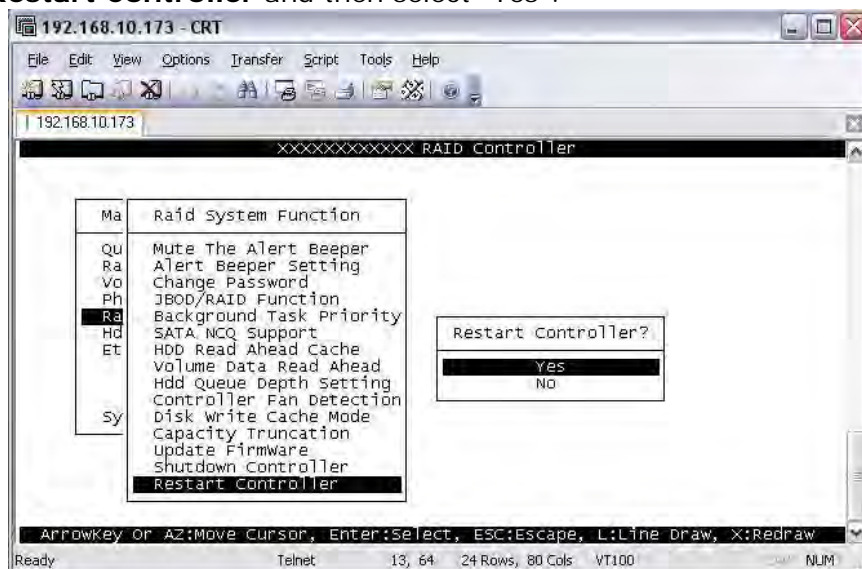 Restart Controller and then select "Yes".
192.168.10.173 - CRT
File Edit View Options Transfer Script Tools Help
192.168.10.173
XXXXXXXXXXXX RAID Controller
Ma
Raid System Function
Qu
Mute The Alert Beeper
Ra
Alert Beeper Setting
Vo
Change Password
Ph
JBOD/RAID Function
Ra
Background Task Priority
Hd
SATA NCQ Support
Et
HDD Read Ahead Cache
Volume Data Read Ahead
Hdd Queue Depth Setting
Controller Fan Detection
Sy
Disk Write Cache Mode
Capacity Truncation
Update FirmWare
Shutdown Controller
Restart Controller
Restart Controller?
Yes
No
ArrowKey Or AZ:Move Cursor, Enter:Select, ESC:Escape, L:Line Draw, X:Redraw
Ready Telnet 13, 64 24 Rows, 80 Cols VT100 NUM